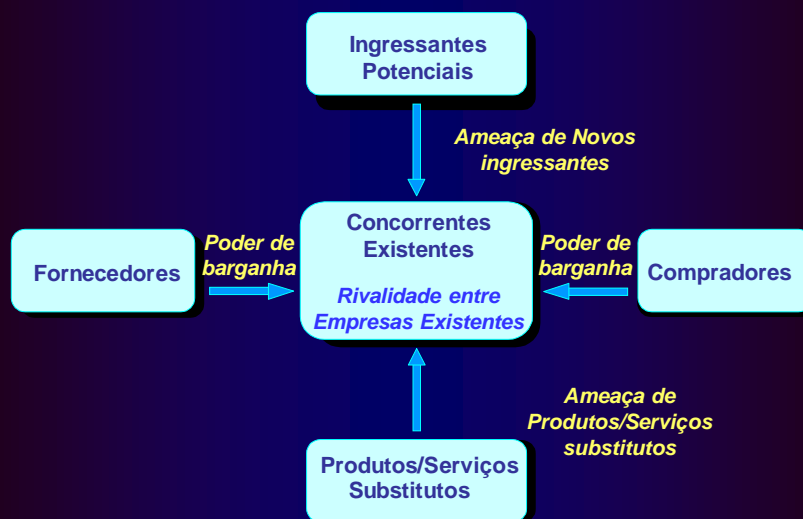 Ingressantes
Potenciais
Ameaça de Novos
ingressantes
Concorrentes
Existentes
Rivalidade entre
Empresas Existentes
Fornecedores
Poder de
barganha
Poder de
barganha
Compradores
Ameaça de
Produtos/Serviços
substitutos
Produtos/Serviços
Substitutos